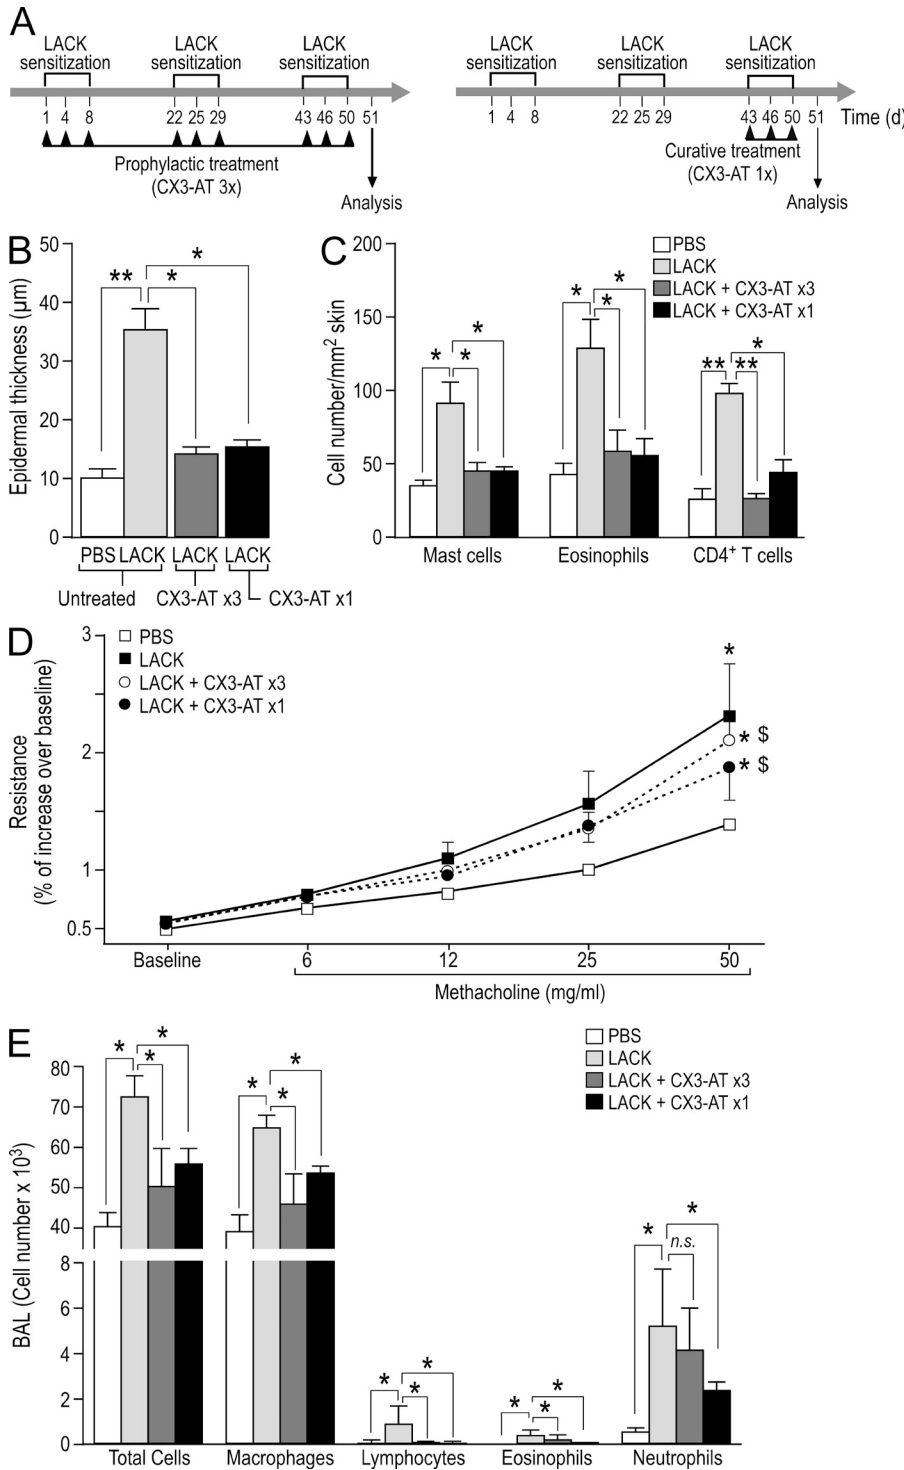 A
LACK sensitization
LACK sensitization
LACK sensitization
1 4 8 22 25 29 43 46 50 51
Prophylactic treatment
(CX3-AT 3x)
Analysis
LACK sensitization
LACK sensitization
LACK sensitization
1 4 8 22 25 29 43 46 50 51 Time (d)
Curative treatment
(CX3-AT 1x)
Analysis
B
Epidermal thickness (µm)
50
40
30
20
10
0
** * *
PBS LACK LACK LACK
Untreated CX3-AT x3 CX3-AT x1
C
Cell number/mm² skin
200
150
100
50
0
PBS
LACK
LACK + CX3-AT x3
LACK + CX3-AT x1
* * *
* * *
** ** *
Mast cells Eosinophils CD4⁺ T cells
D
Resistance
(% of increase over baseline)
3
2
1
0.5
PBS
LACK
LACK + CX3-AT x3
LACK + CX3-AT x1
*
* $
* $
Baseline 6 12 25 50
Methacholine (mg/ml)
E
BAL (Cell number x 10³)
80
70
60
50
40
8
6
4
2
0
PBS
LACK
LACK + CX3-AT x3
LACK + CX3-AT x1
* * *
* * *
* * *
* * *
* n.s. *
Total Cells Macrophages Lymphocytes Eosinophils Neutrophils